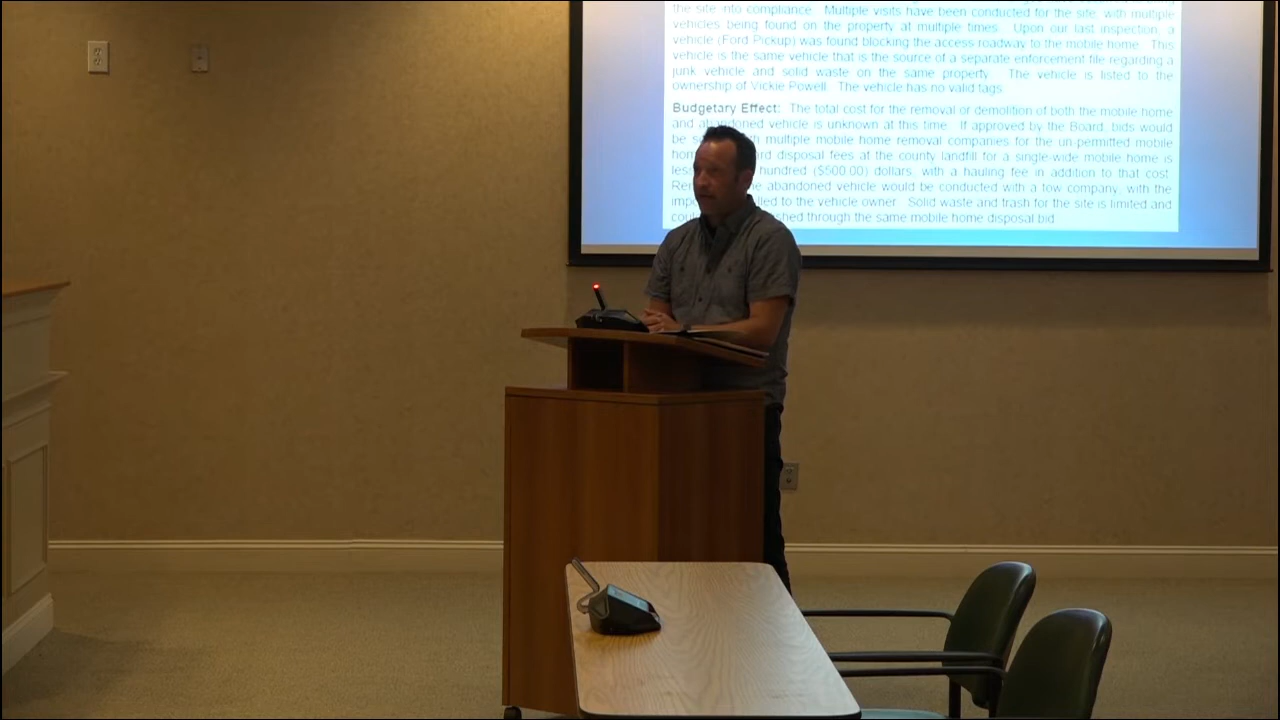 the site into compliance. Multiple visits have been conducted for the site, with multiple
vehicles being found on the property at multiple times. Upon our last inspection, a
vehicle (Ford Pickup) was found blocking the access roadway to the mobile home. This
vehicle is the same vehicle that is the source of a separate enforcement file regarding a
junk vehicle and solid waste on the same property. The vehicle is listed to the
ownership of Vickie Powell. The vehicle has no valid tags.
Budgetary Effect: The total cost for the removal or demolition of both the mobile home
and abandoned vehicle is unknown at this time. If approved by the Board, bids would
be multiple mobile home removal companies for the un-permitted mobile
disposal fees at the county landfill for a single-wide mobile home is
hundred ($500.00) dollars, with a hauling fee in addition to that cost.
abandoned vehicle would be conducted with a tow company, with the
to the vehicle owner. Solid waste and trash for the site is limited and
through the same mobile home disposal bid.